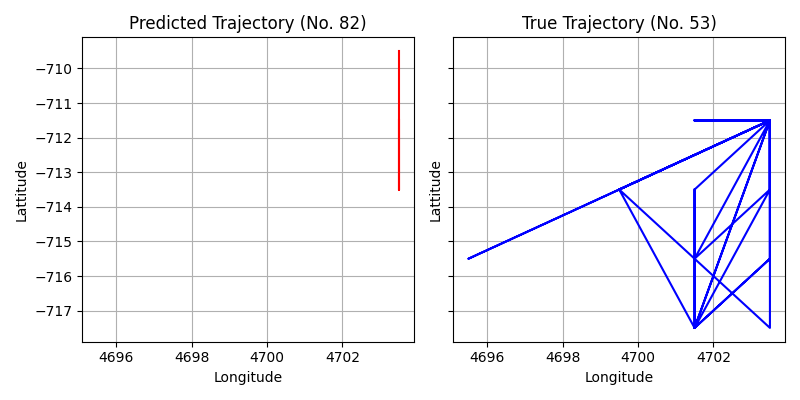 Predicted Trajectory (No. 82)
True Trajectory (No. 53)
Lattitude
−710
−711
−712
−713
−714
−715
−716
−717
4696
4698
4700
4702
Longitude
Lattitude
4696
4698
4700
4702
Longitude